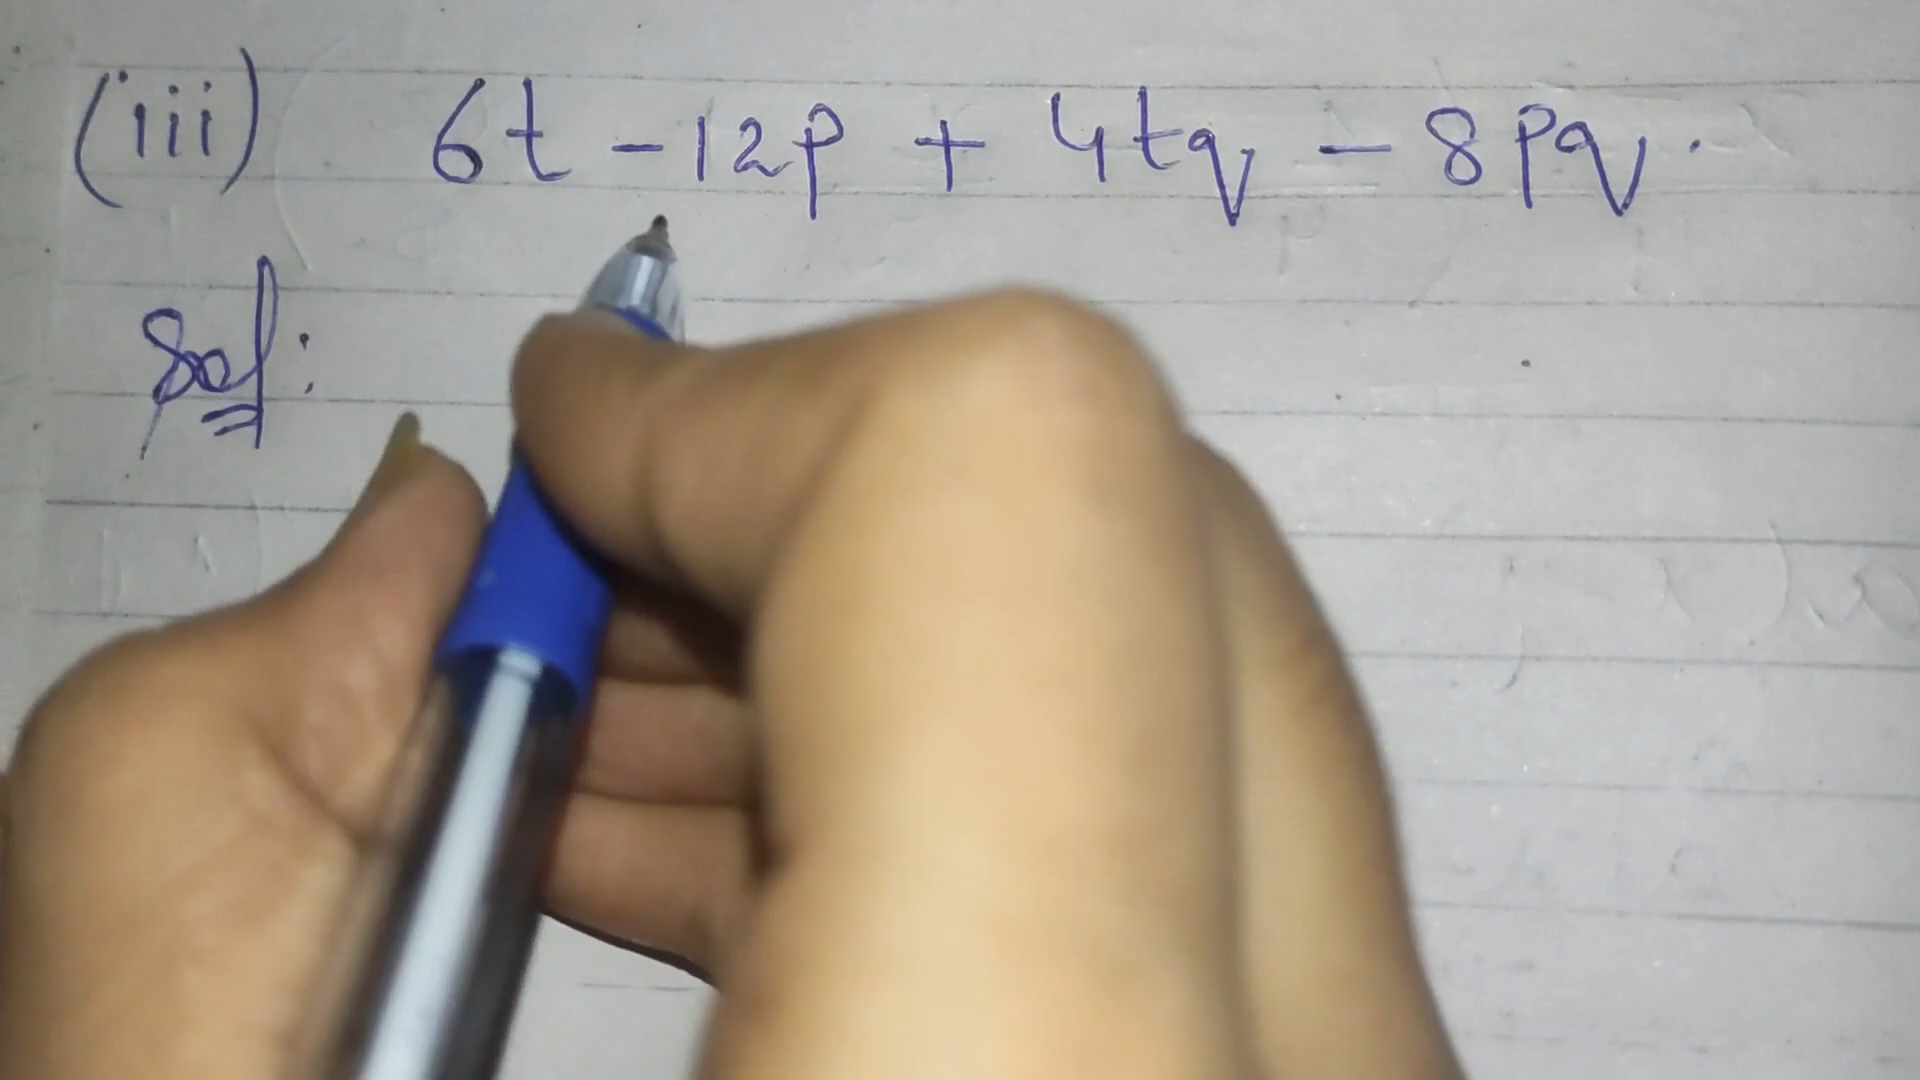 (iii) 6t - 12p + 4tq - 8pq.
Sol: